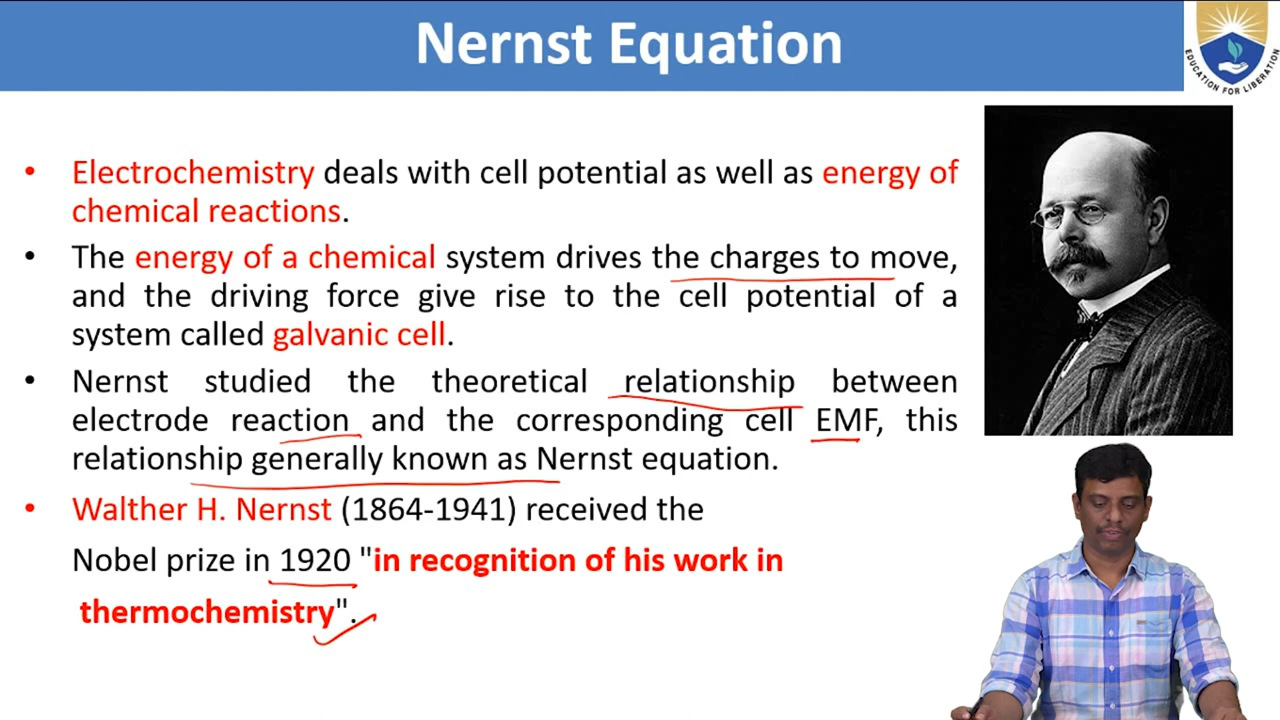 Nernst Equation
EDUCATION FOR LIBERATION
• Electrochemistry deals with cell potential as well as energy of
chemical reactions.
• The energy of a chemical system drives the charges to move,
and the driving force give rise to the cell potential of a
system called galvanic cell.
• Nernst studied the theoretical relationship between
electrode reaction and the corresponding cell EMF, this
relationship generally known as Nernst equation.
• Walther H. Nernst (1864-1941) received the
Nobel prize in 1920 "in recognition of his work in
thermochemistry".